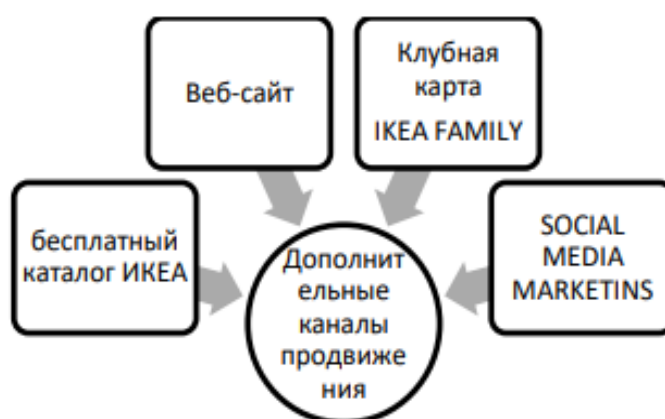 Веб-сайт
Клубная
карта
IKEA FAMILY
бесплатный
каталог ИКЕА
SOCIAL
MEDIA
MARKETINS
Дополнит
ельные
каналы
продвиже
ния